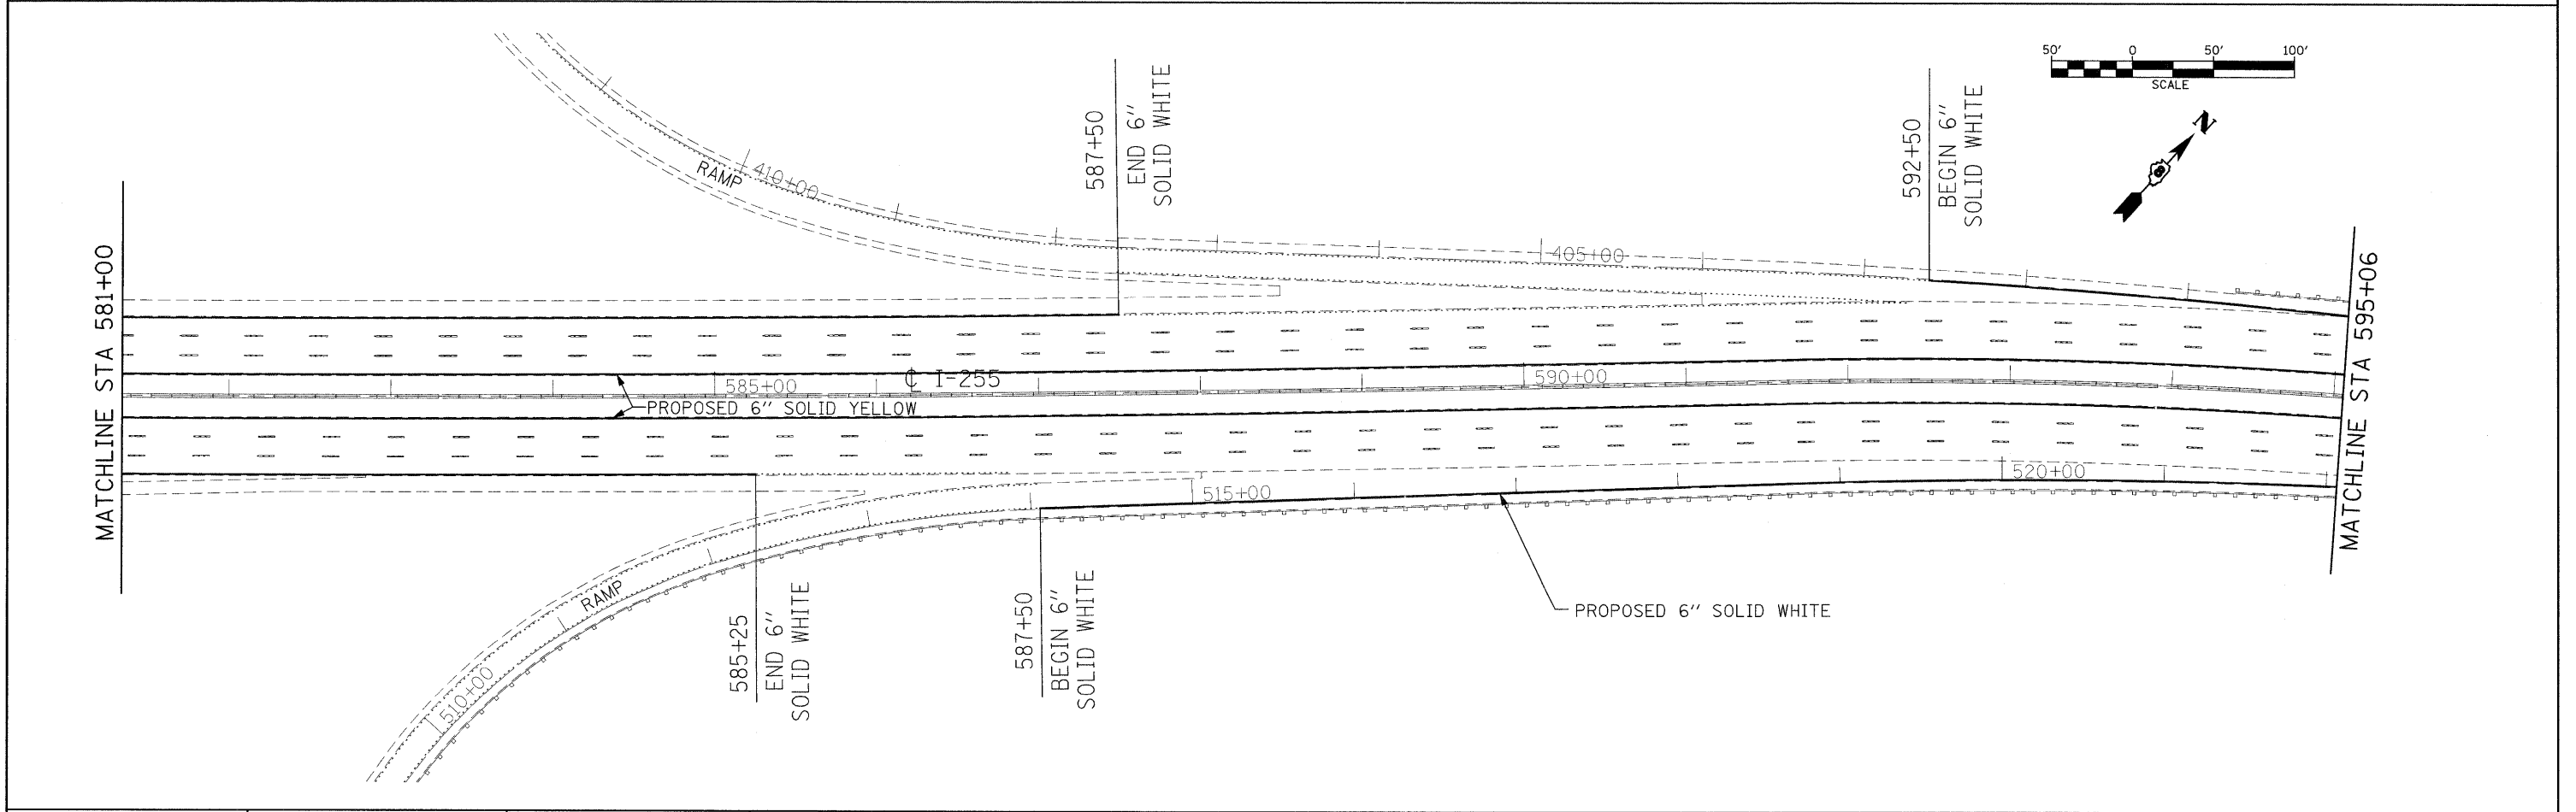 50' 0 50' 100'
SCALE
N
587+50
END 6"
SOLID WHITE
592+50
BEGIN 6"
SOLID WHITE
RAMP
410+00
405+00
MATCHLINE STA 581+00
MATCHLINE STA 595+06
585+00
℄ I-255
590+00
PROPOSED 6" SOLID YELLOW
520+00
515+00
RAMP
510+00
585+25
END 6"
SOLID WHITE
587+50
BEGIN 6"
SOLID WHITE
PROPOSED 6" SOLID WHITE